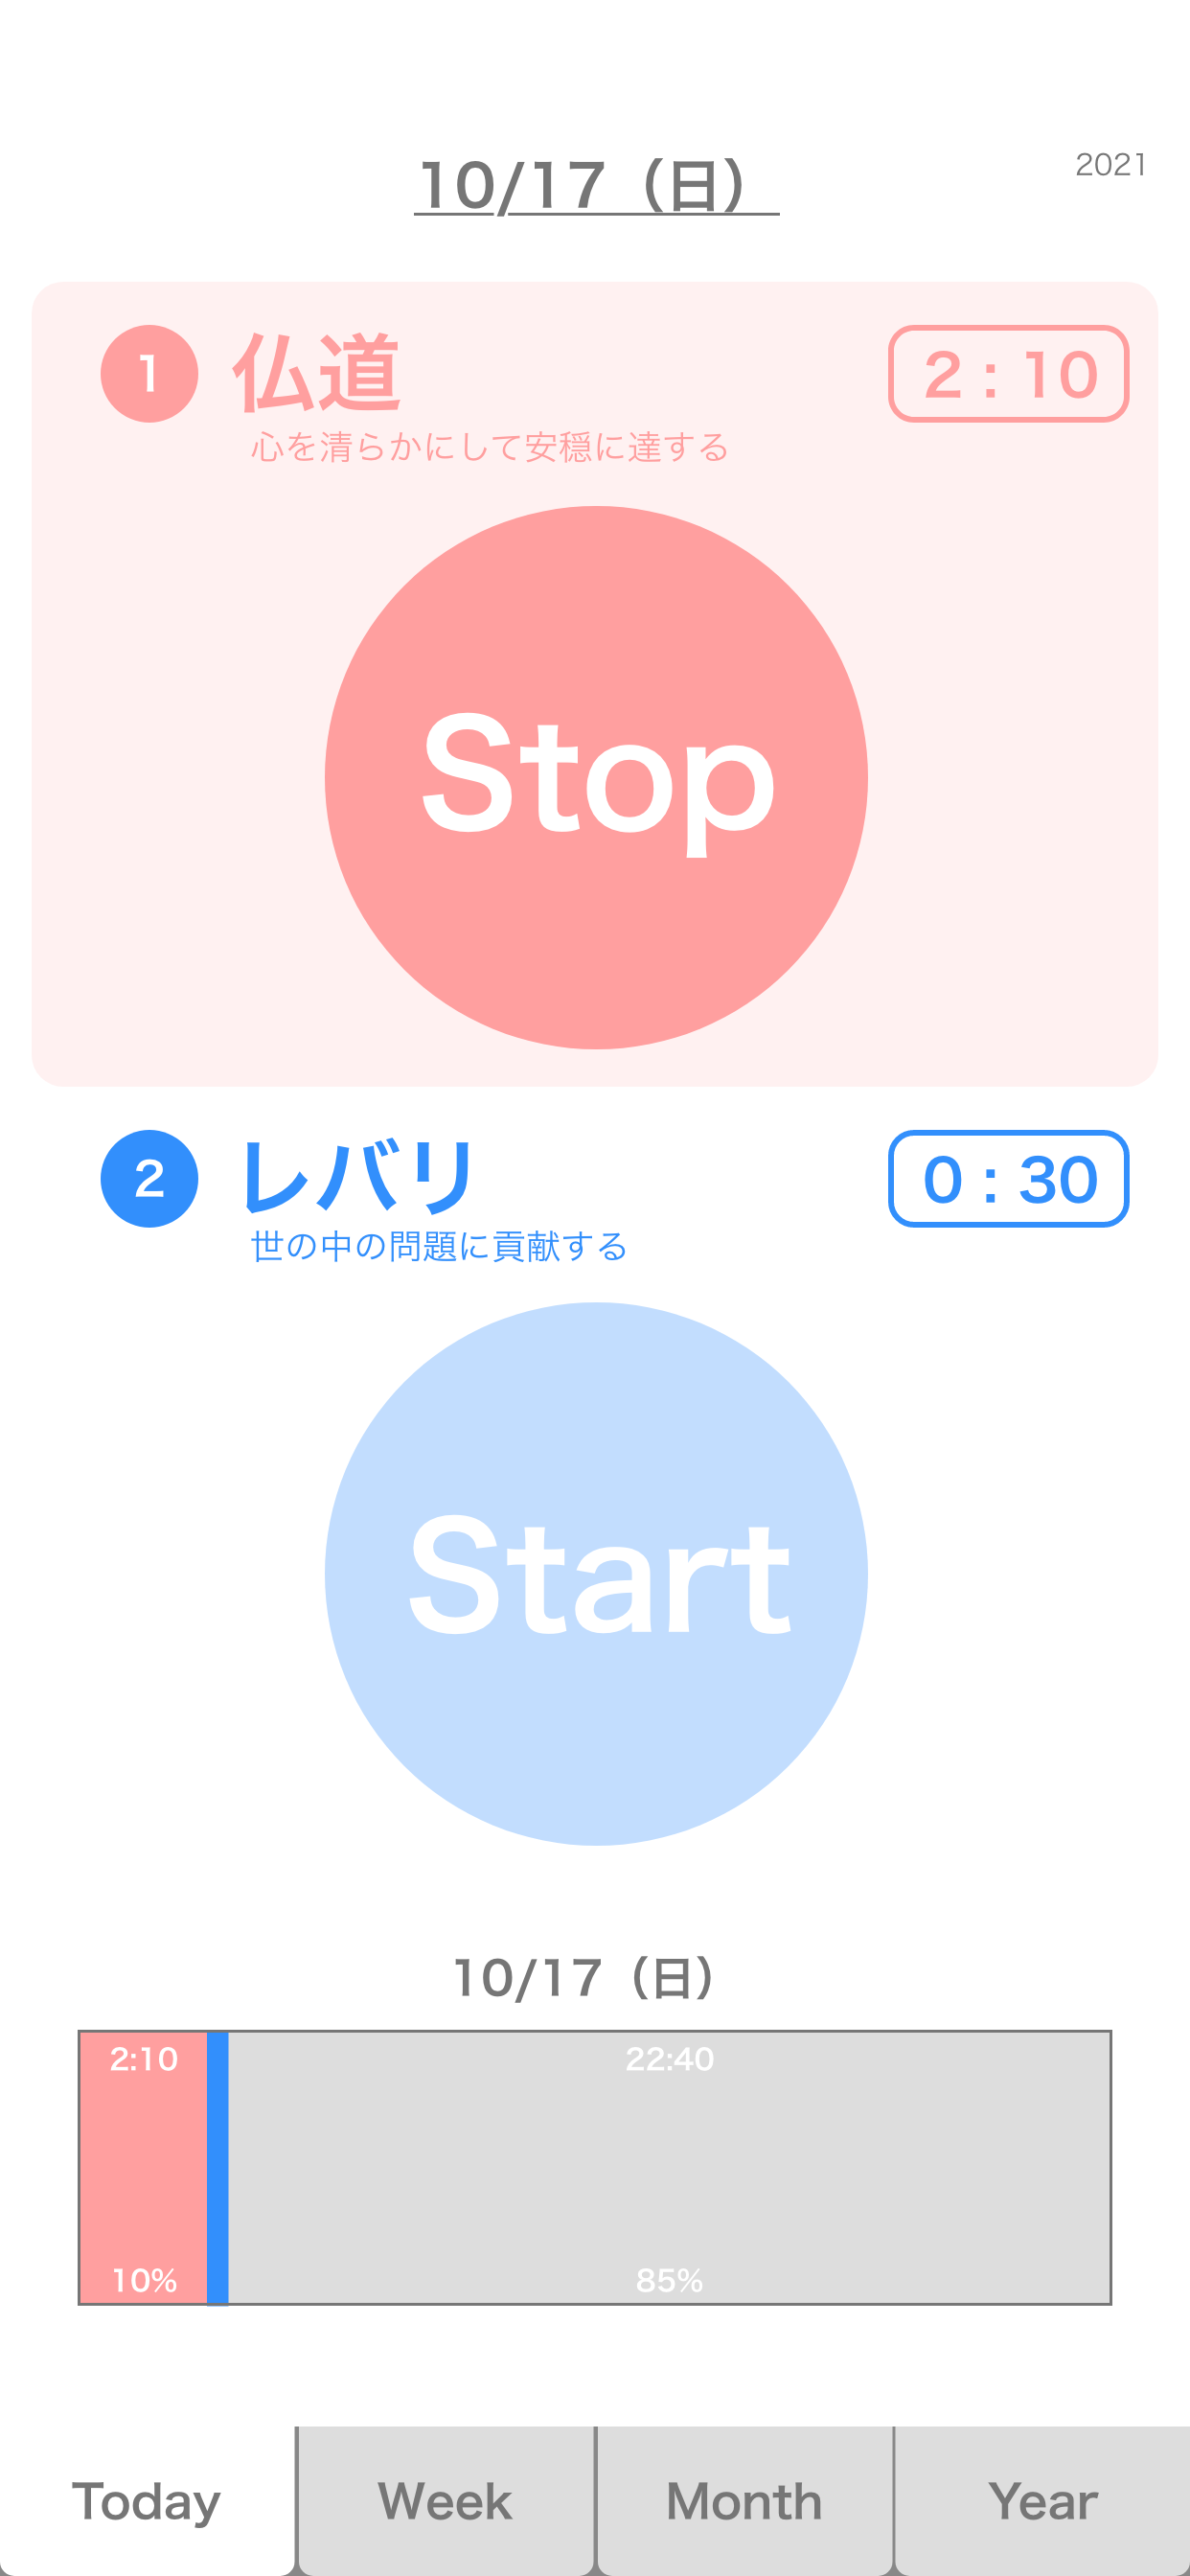 10/17（日）
2021
1
仏道
2：10
心を清らかにして安穏に達する
Stop
2
レバリ
0：30
世の中の問題に貢献する
Start
10/17（日）
2:10
22:40
10%
85%
Today
Week
Month
Year